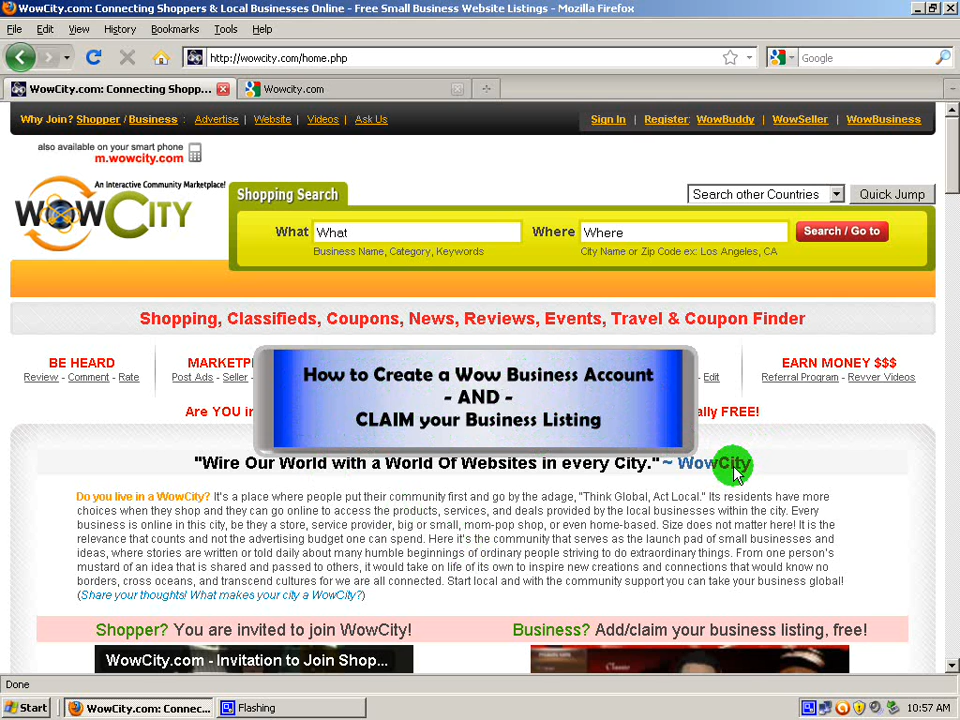 WowCity.com: Connecting Shoppers & Local Businesses Online - Free Small Business Website Listings - Mozilla Firefox
File Edit View History Bookmarks Tools Help
http://wowcity.com/home.php
Google
WowCity.com: Connecting Shopp...
Wowcity.com
Why Join? Shopper / Business : Advertise | Website | Videos | Ask Us
Sign In | Register: WowBuddy | WowSeller | WowBusiness
also available on your smart phone
m.wowcity.com
An Interactive Community Marketplace!
WOWCITY
Shopping Search
Search other Countries
Quick Jump
What What Where Where Search / Go to
Business Name, Category, Keywords City Name or Zip Code ex: Los Angeles, CA
Shopping, Classifieds, Coupons, News, Reviews, Events, Travel & Coupon Finder
BE HEARD
Review - Comment - Rate
MARKETP
Post Ads - Seller -
Edit
EARN MONEY $$$
Referral Program - Revver Videos
How to Create a Wow Business Account
- AND -
CLAIM your Business Listing
Are YOU in ally FREE!
"Wire Our World with a World Of Websites in every City." ~ WowCity
Do you live in a WowCity? It's a place where people put their community first and go by the adage, "Think Global, Act Local." Its residents have more
choices when they shop and they can go online to access the products, services, and deals provided by the local businesses within the city. Every
business is online in this city, be they a store, service provider, big or small, mom-pop shop, or even home-based. Size does not matter here! It is the
relevance that counts and not the advertising budget one can spend. Here it's the community that serves as the launch pad of small businesses and
ideas, where stories are written or told daily about many humble beginnings of ordinary people striving to do extraordinary things. From one person's
mustard of an idea that is shared and passed to others, it would take on life of its own to inspire new creations and connections that would know no
borders, cross oceans, and transcend cultures for we are all connected. Start local and with the community support you can take your business global!
(Share your thoughts! What makes your city a WowCity?)
Shopper? You are invited to join WowCity!
Business? Add/claim your business listing, free!
WowCity.com - Invitation to Join Shop...
Classic
Done
Start
WowCity.com: Connec...
Flashing
10:57 AM